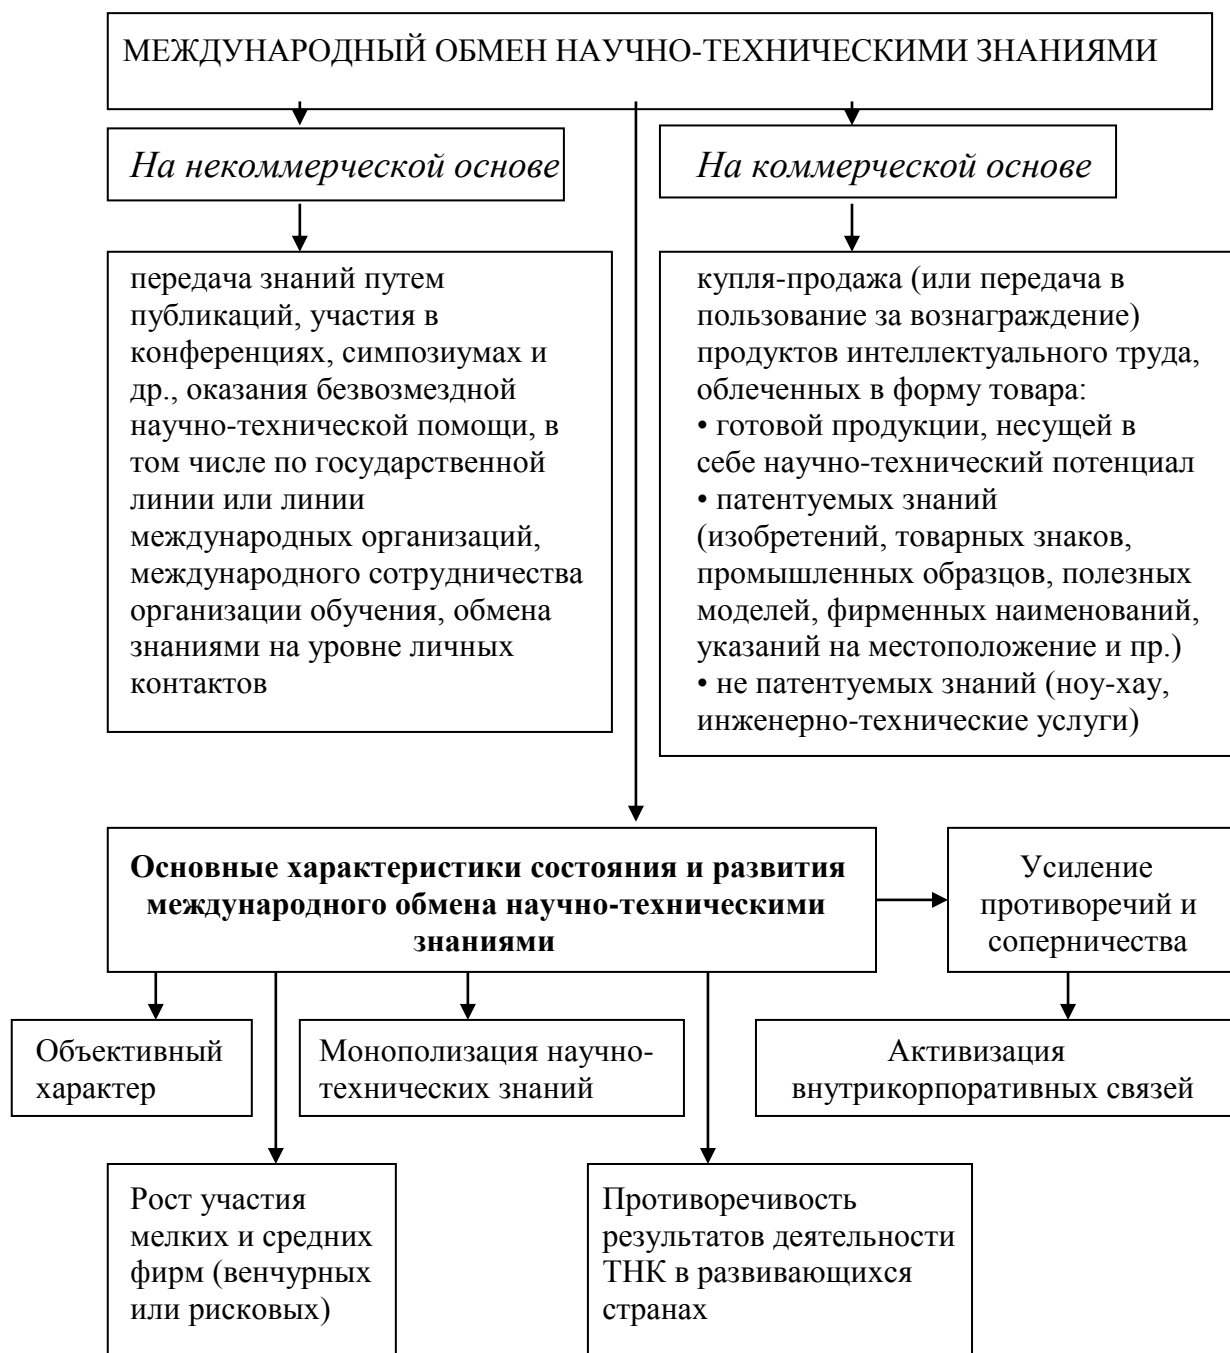 МЕЖДУНАРОДНЫЙ ОБМЕН НАУЧНО-ТЕХНИЧЕСКИМИ ЗНАНИЯМИ
На некоммерческой основе
На коммерческой основе
передача знаний путем
публикаций, участия в
конференциях, симпозиумах и
др., оказания безвозмездной
научно-технической помощи, в
том числе по государственной
линии или линии
международных организаций,
международного сотрудничества
организации обучения, обмена
знаниями на уровне личных
контактов
купля-продажа (или передача в
пользование за вознаграждение)
продуктов интеллектуального труда,
облеченных в форму товара:
• готовой продукции, несущей в
себе научно-технический потенциал
• патентуемых знаний
(изобретений, товарных знаков,
промышленных образцов, полезных
моделей, фирменных наименований,
указаний на местоположение и пр.)
• не патентуемых знаний (ноу-хау,
инженерно-технические услуги)
Основные характеристики состояния и развития
международного обмена научно-техническими
знаниями
Усиление
противоречий и
соперничества
Объективный
характер
Монополизация научно-
технических знаний
Активизация
внутрикорпоративных связей
Рост участия
мелких и средних
фирм (венчурных
или рисковых)
Противоречивость
результатов деятельности
ТНК в развивающихся
странах